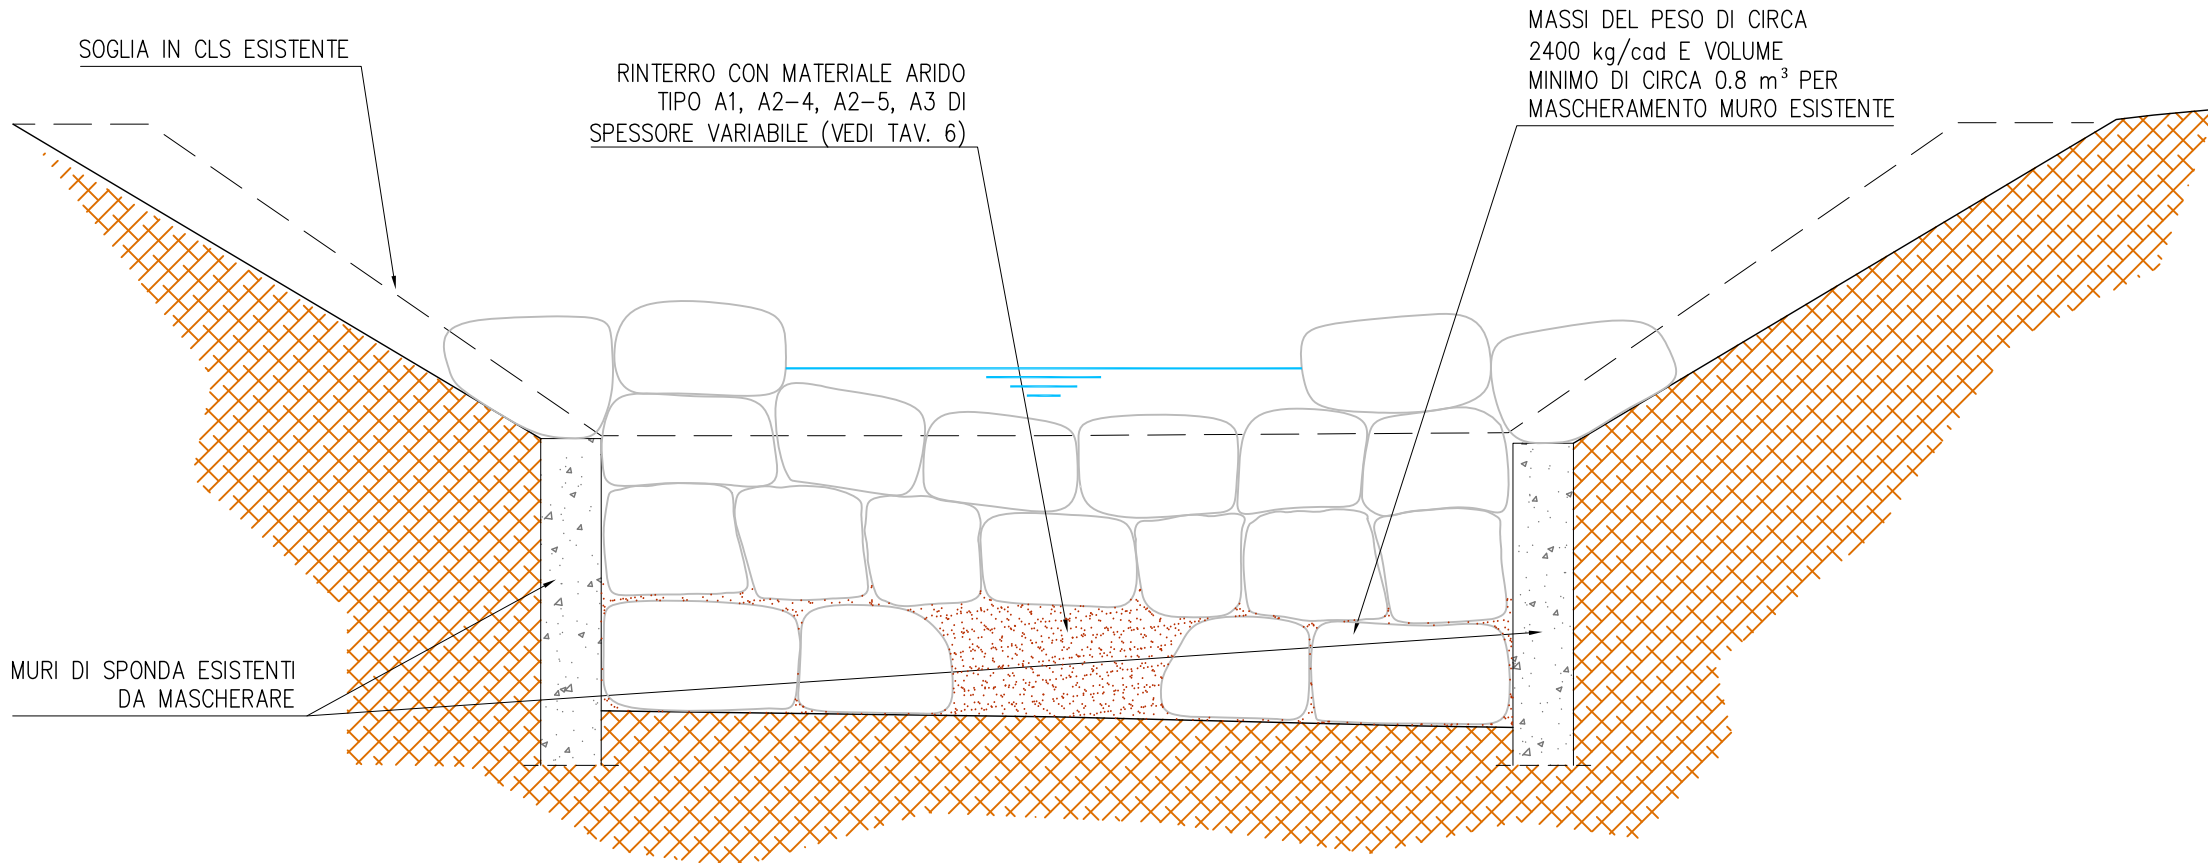 SOGLIA IN CLS ESISTENTE
RINTERRO CON MATERIALE ARIDO
TIPO A1, A2-4, A2-5, A3 DI
SPESSORE VARIABILE (VEDI TAV. 6)
MASSI DEL PESO DI CIRCA
2400 kg/cad E VOLUME
MINIMO DI CIRCA 0.8 m³ PER
MASCHERAMENTO MURO ESISTENTE
MURI DI SPONDA ESISTENTI
DA MASCHERARE